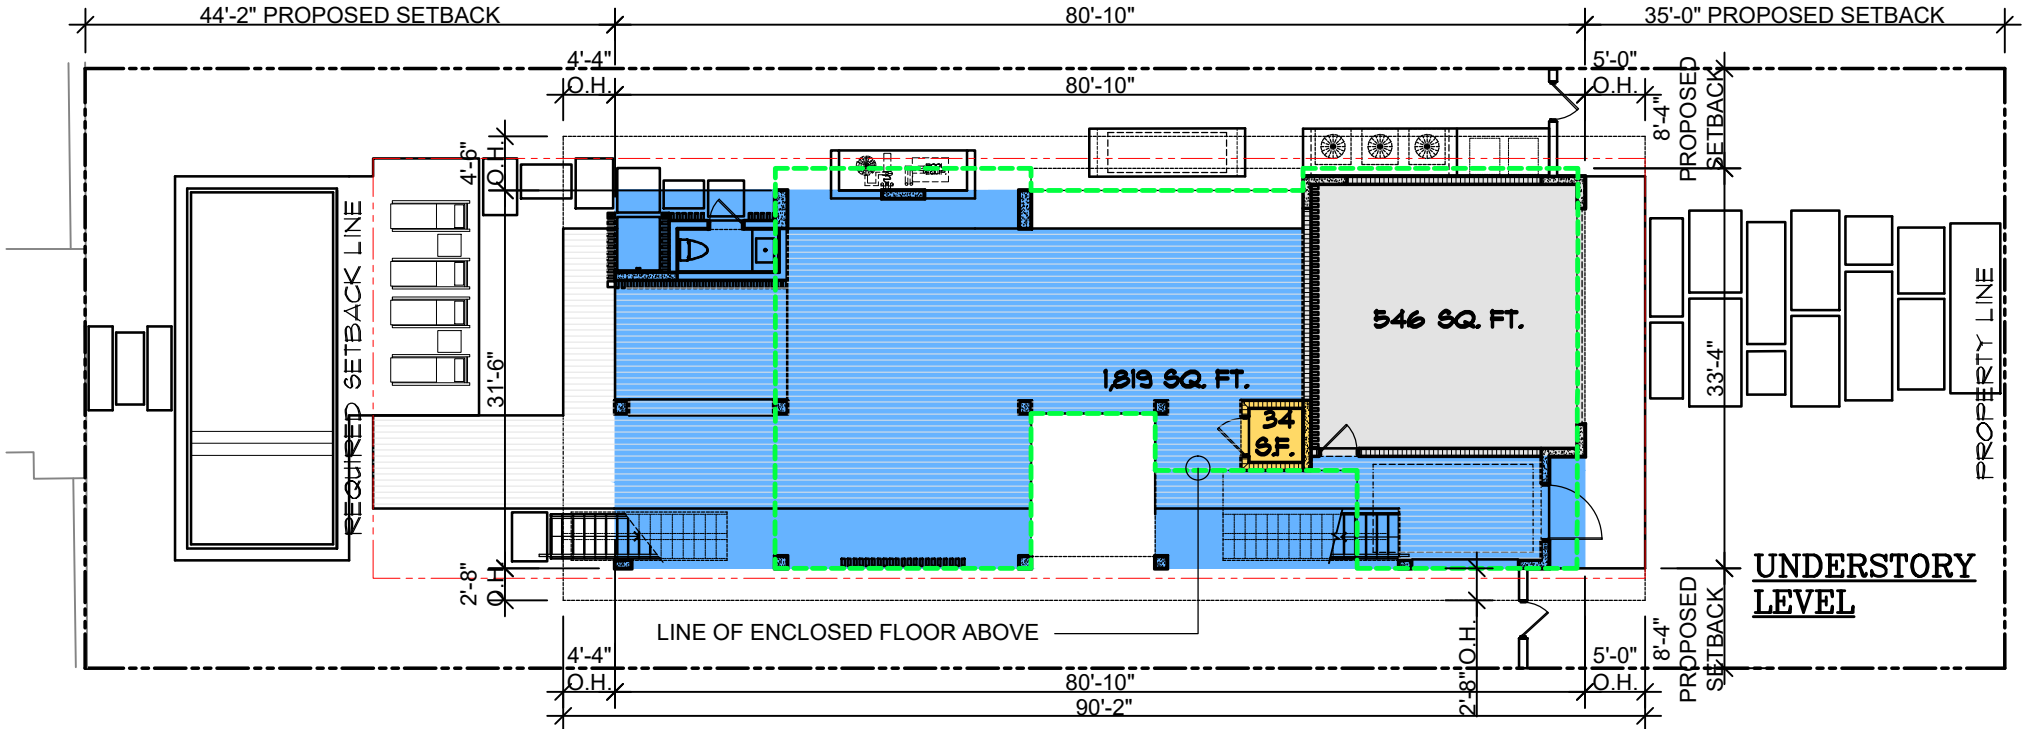 44'-2" PROPOSED SETBACK
80'-10"
35'-0" PROPOSED SETBACK
4'-4"
O.H.
80'-10"
5'-0"
O.H.
8'-4"
PROPOSED
SETBACK
4'-6"
O.H.
REQUIRED SETBACK LINE
31'-6"
546 SQ. FT.
1,819 SQ. FT.
34
S.F.
33'-4"
PROPERTY LINE
2'-8"
O.H.
UNDERSTORY
LEVEL
LINE OF ENCLOSED FLOOR ABOVE
2'-8" O.H.
8'-4"
PROPOSED
SETBACK
4'-4"
O.H.
80'-10"
5'-0"
O.H.
90'-2"